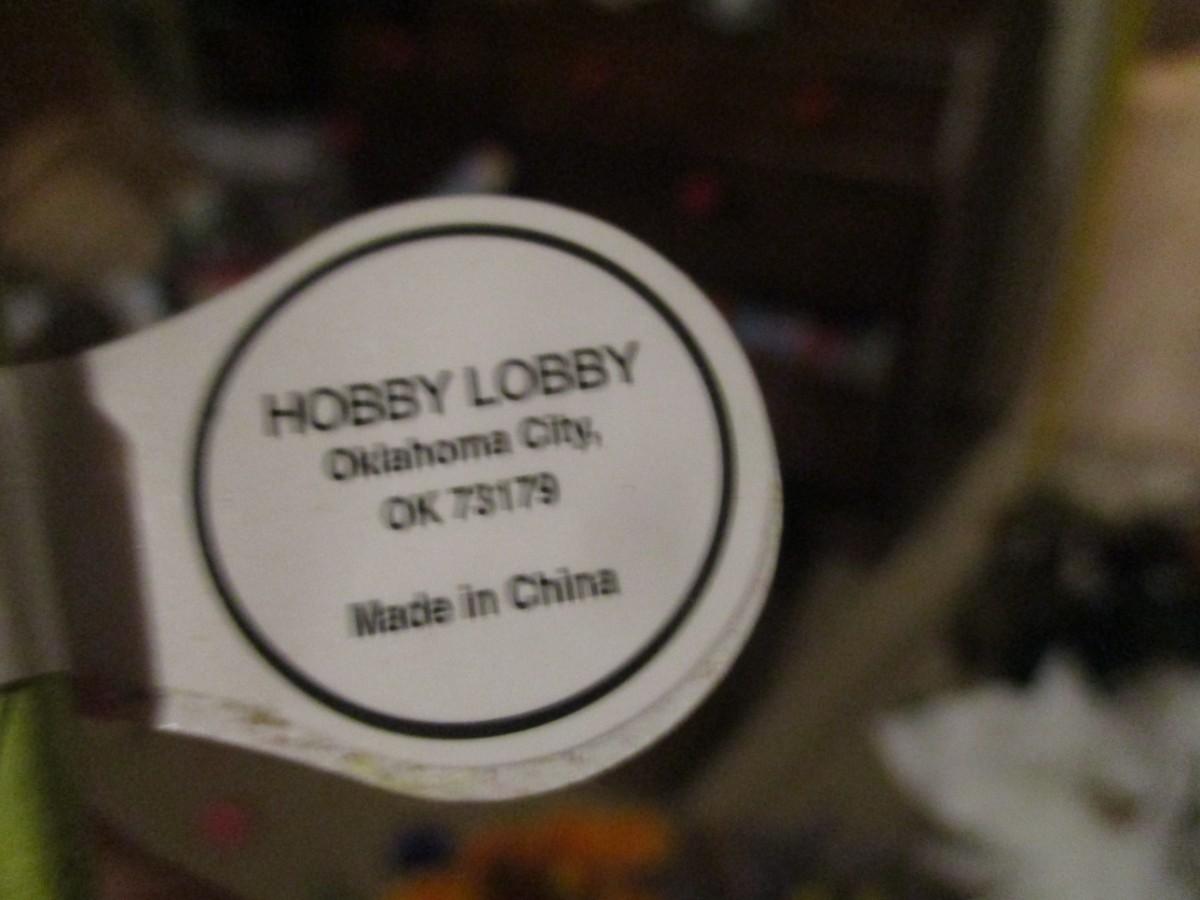 HOBBY LOBBY
Oklahoma City,
OK 73179
Made in China